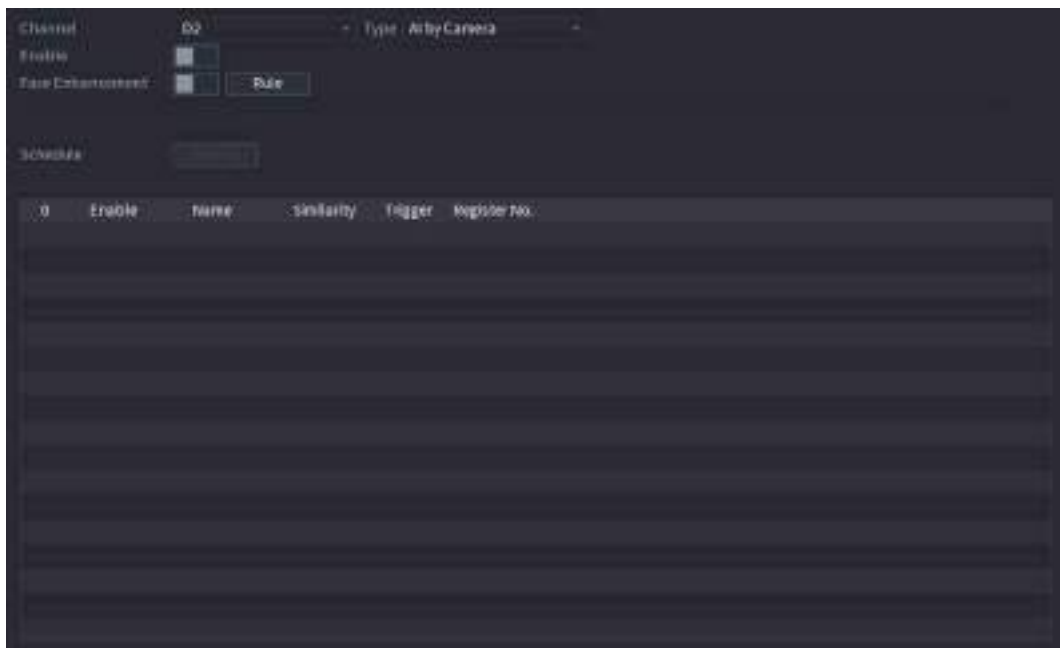 Channel D2 Type AI by Camera
Enable
Face Enhancement Rule
Schedule
0 Enable Name Similarity Trigger Register No.